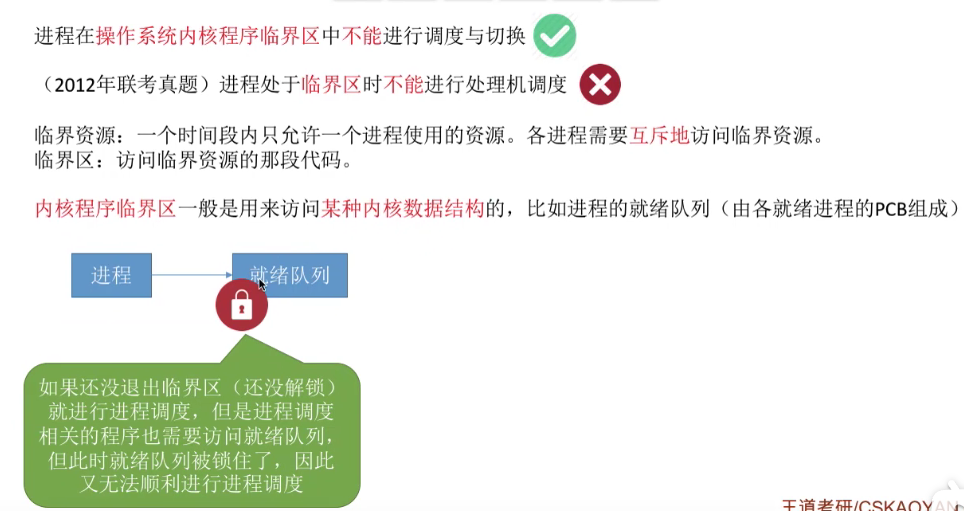 进程在操作系统内核程序临界区中不能进行调度与切换
（2012年联考真题）进程处于临界区时不能进行处理机调度
临界资源：一个时间段内只允许一个进程使用的资源。各进程需要互斥地访问临界资源。
临界区：访问临界资源的那段代码。
内核程序临界区一般是用来访问某种内核数据结构的，比如进程的就绪队列（由各就绪进程的PCB组成）
进程
就绪队列
如果还没退出临界区（还没解锁）
就进行进程调度，但是进程调度
相关的程序也需要访问就绪队列，
但此时就绪队列被锁住了，因此
又无法顺利进行进程调度
王道考研/CSKAOYAN